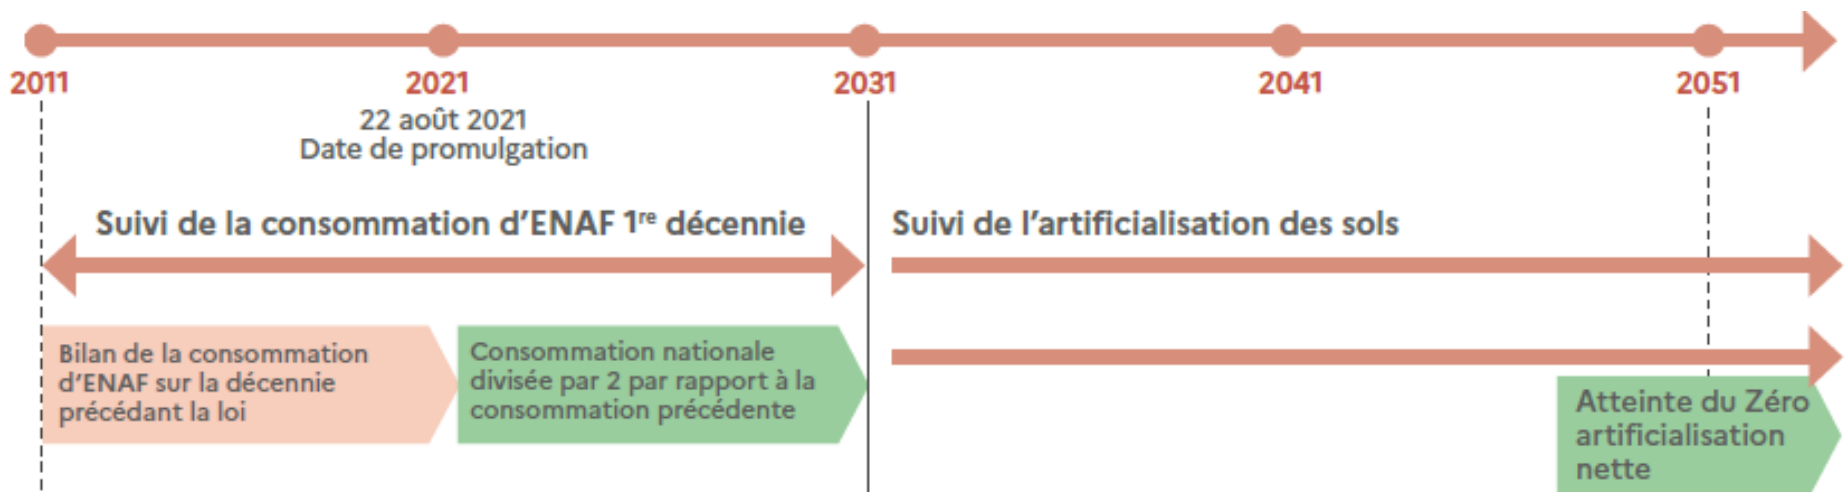 2011
2021
2031
2041
2051
22 août 2021
Date de promulgation
Suivi de la consommation d'ENAF 1re décennie
Suivi de l'artificialisation des sols
Bilan de la consommation
d'ENAF sur la décennie
précédant la loi
Consommation nationale
divisée par 2 par rapport à la
consommation précédente
Atteinte du Zéro
artificialisation
nette